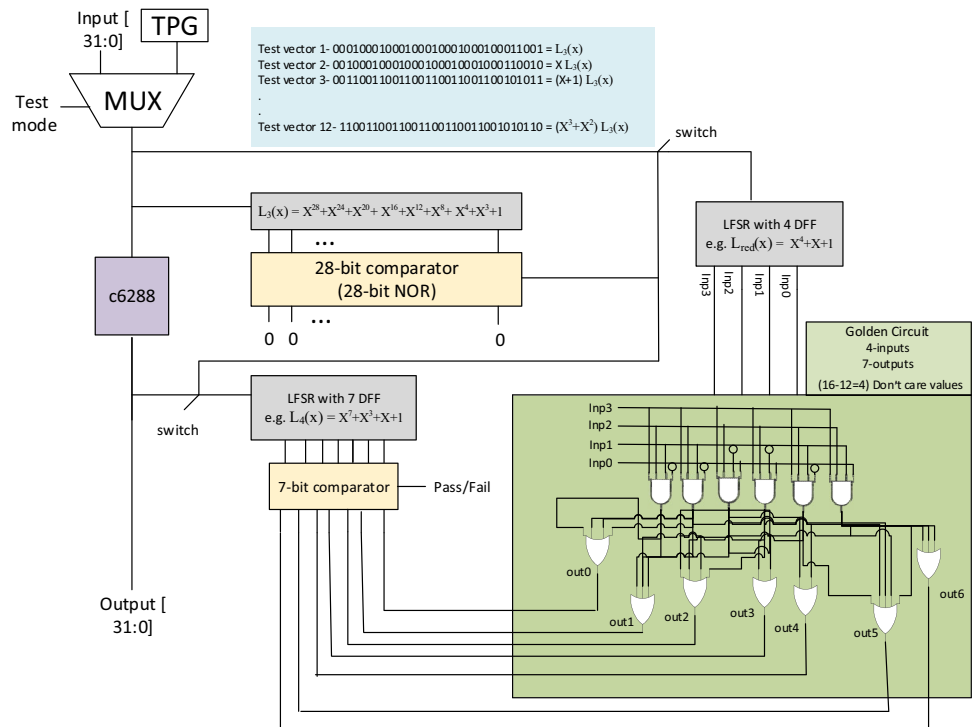 Input [
31:0]
TPG
MUX
Test
mode
Test vector 1- 00010001000100010001000100011001 = L₃(x)
Test vector 2- 00100010001000100010001000110010 = X L₃(x)
Test vector 3- 00110011001100110011001100101011 = (X+1) L₃(x)
.
.
Test vector 12- 11001100110011001100110001010110 = (X³+X²) L₃(x)
switch
L₃(x) = X²⁸+X²⁴+X²⁰+ X¹⁶+X¹²+X⁸+ X⁴+X³+1
...
28-bit comparator
(28-bit NOR)
0 0 ... 0
c6288
LFSR with 4 DFF
e.g. Lred(x) = X⁴+X+1
Inp3
Inp2
Inp1
Inp0
Golden Circuit
4-inputs
7-outputs
(16-12=4) Don't care values
switch
LFSR with 7 DFF
e.g. L₄(x) = X⁷+X³+X+1
7-bit comparator
Pass/Fail
Inp3
Inp2
Inp1
Inp0
out0
out1
out2
out3
out4
out5
out6
Output [
31:0]